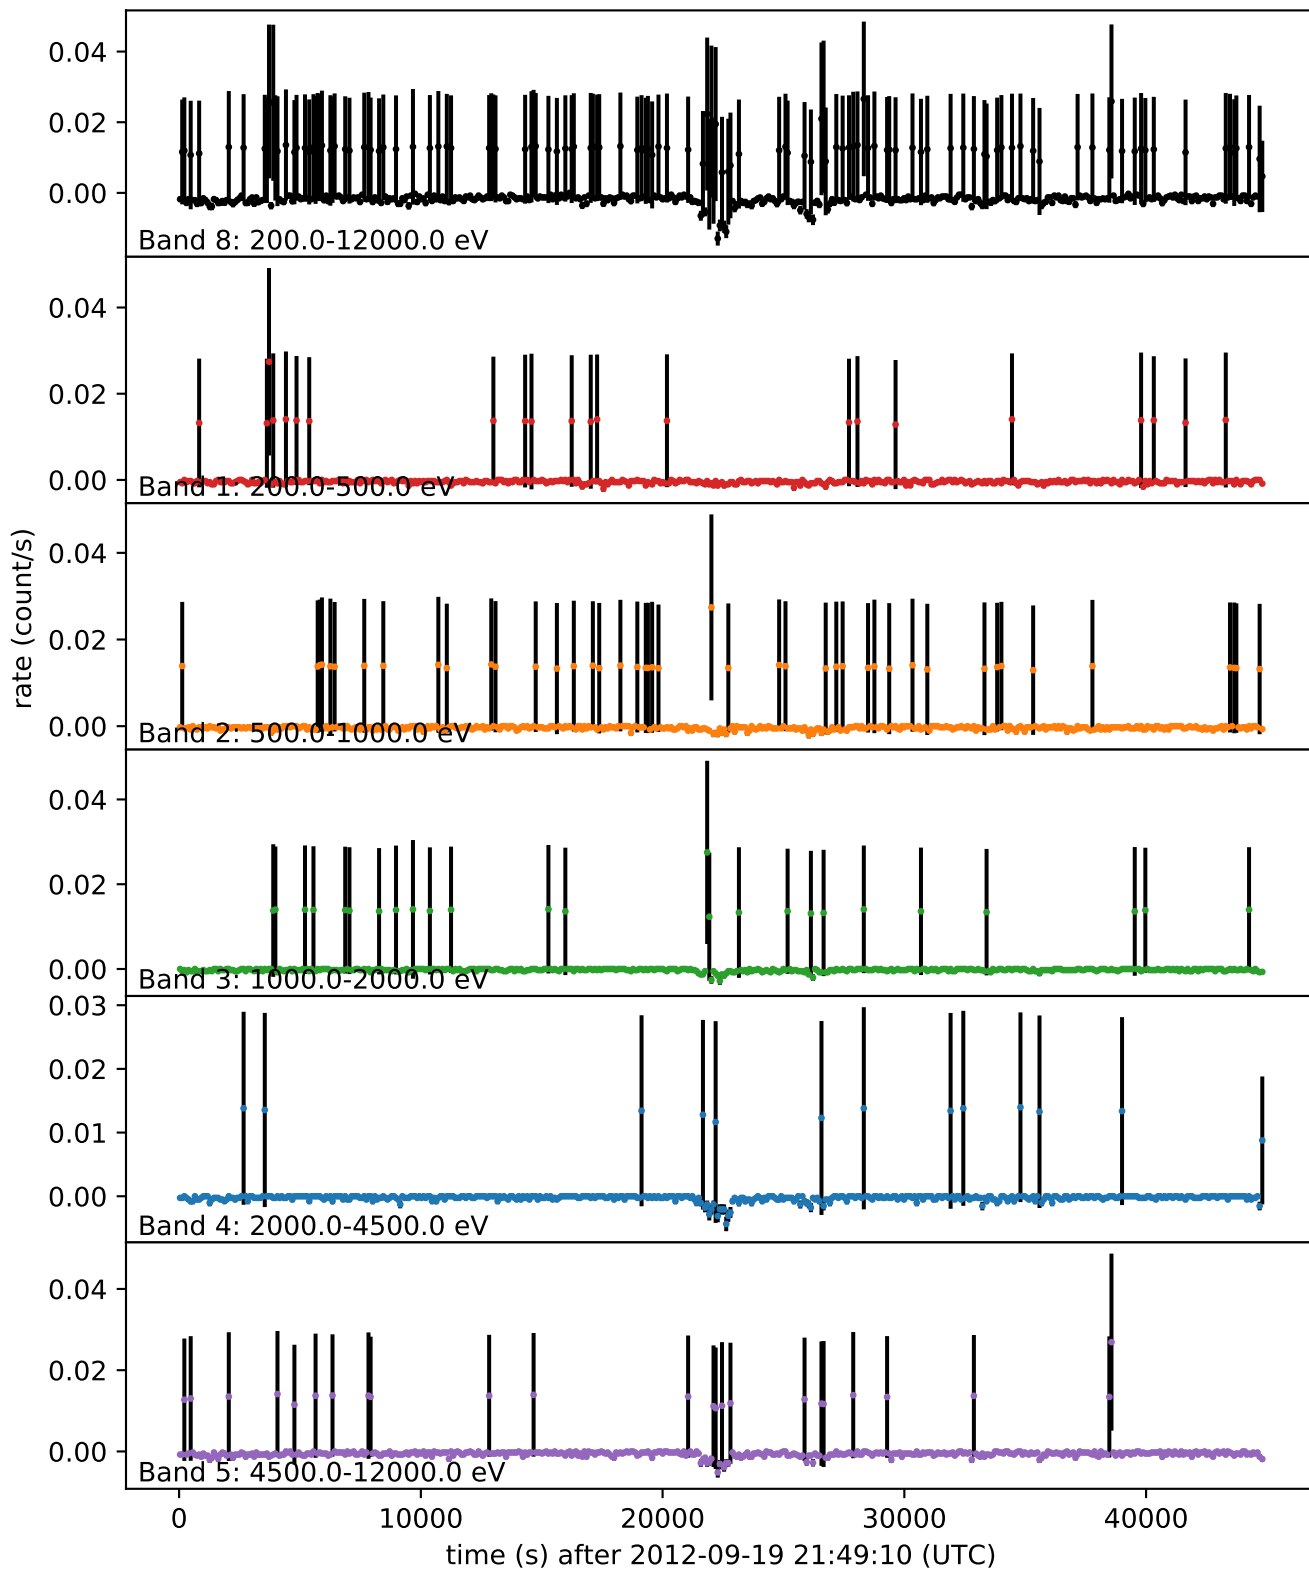 0.04
0.02
0.00
Band 8: 200.0-12000.0 eV
0.04
0.02
0.00
Band 1: 200.0-500.0 eV
rate (count/s)
0.04
0.02
0.00
Band 2: 500.0-1000.0 eV
0.04
0.02
0.00
Band 3: 1000.0-2000.0 eV
0.03
0.02
0.01
0.00
Band 4: 2000.0-4500.0 eV
0.04
0.02
0.00
Band 5: 4500.0-12000.0 eV
0 10000 20000 30000 40000
time (s) after 2012-09-19 21:49:10 (UTC)